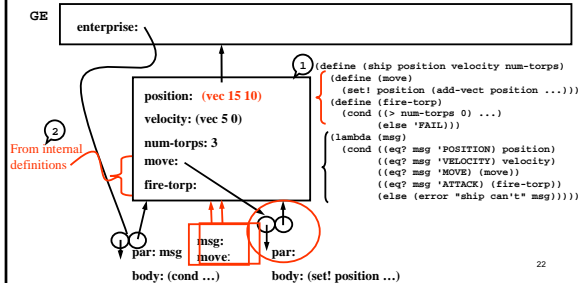 GE
enterprise:
1
(define (ship position velocity num-torps)
(define (move)
(set! position (add-vect position ...)))
(define (fire-torp)
(cond ((> num-torps 0) ...)
(else 'FAIL)))
(lambda (msg)
(cond ((eq? msg 'POSITION) position)
((eq? msg 'VELOCITY) velocity)
((eq? msg 'MOVE) (move))
((eq? msg 'ATTACK) (fire-torp))
(else (error "ship can't" msg)))))
position: (vec 15 10)
velocity: (vec 5 0)
num-torps: 3
move:
fire-torp:
2
From internal
definitions
par: msg
body: (cond …)
msg:
move:
par:
body: (set! position …)
22